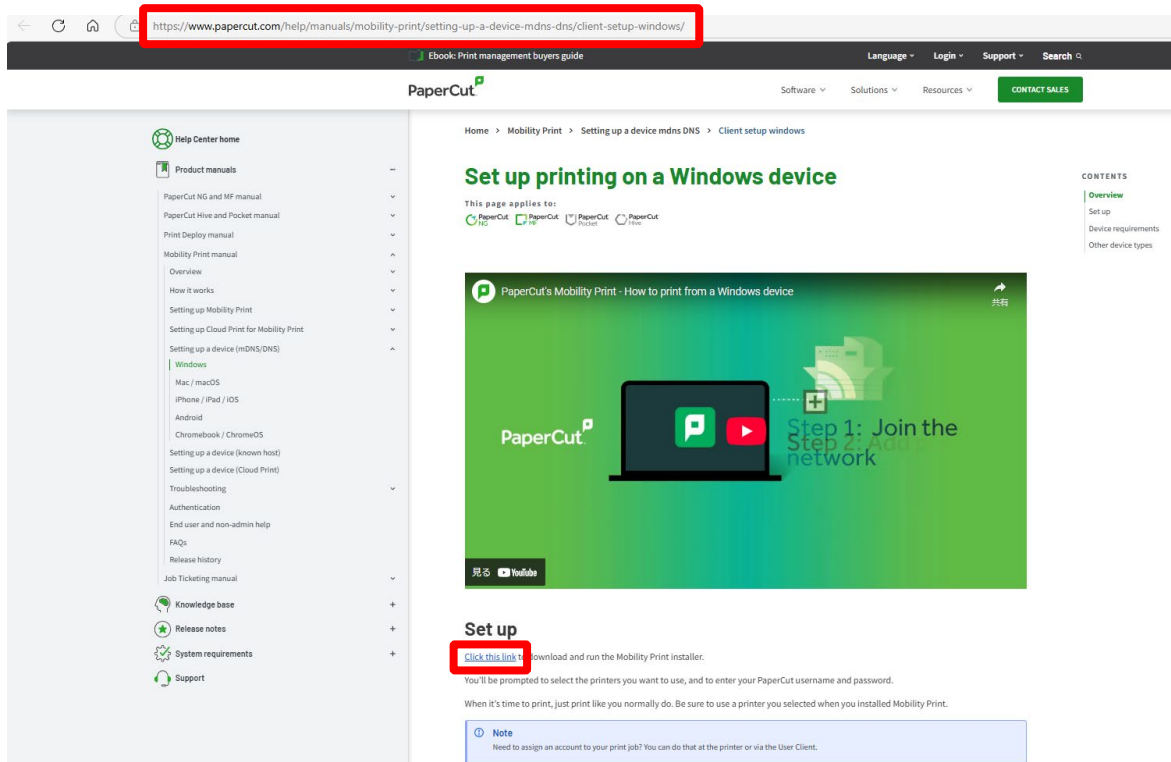 https://www.papercut.com/help/manuals/mobility-print/setting-up-a-device-mdns-dns/client-setup-windows/
Ebook: Print management buyers guide
Language
Login
Support
Search
PaperCut
Software
Solutions
Resources
CONTACT SALES
Help Center home
Product manuals
PaperCut NG and MF manual
PaperCut Hive and Pocket manual
Print Deploy manual
Mobility Print manual
Overview
How it works
Setting up Mobility Print
Setting up Cloud Print for Mobility Print
Setting up a device (mDNS/DNS)
Windows
Mac / macOS
iPhone / iPad / iOS
Android
Chromebook / ChromeOS
Setting up a device (known host)
Setting up a device (Cloud Print)
Troubleshooting
Authentication
End user and non-admin help
FAQs
Release history
Job Ticketing manual
Knowledge base
Release notes
System requirements
Support
Home > Mobility Print > Setting up a device mdns DNS > Client setup windows
Set up printing on a Windows device
This page applies to:
PaperCut NG
PaperCut MF
PaperCut Pocket
PaperCut Hive
PaperCut's Mobility Print - How to print from a Windows device
共有
PaperCut
Step 1: Join the
Step 2: Add
network
見る YouTube
Set up
Click this link to download and run the Mobility Print installer.
You'll be prompted to select the printers you want to use, and to enter your PaperCut username and password.
When it's time to print, just print like you normally do. Be sure to use a printer you selected when you installed Mobility Print.
Note
Need to assign an account to your print job? You can do that at the printer or via the User Client.
CONTENTS
Overview
Set up
Device requirements
Other device types